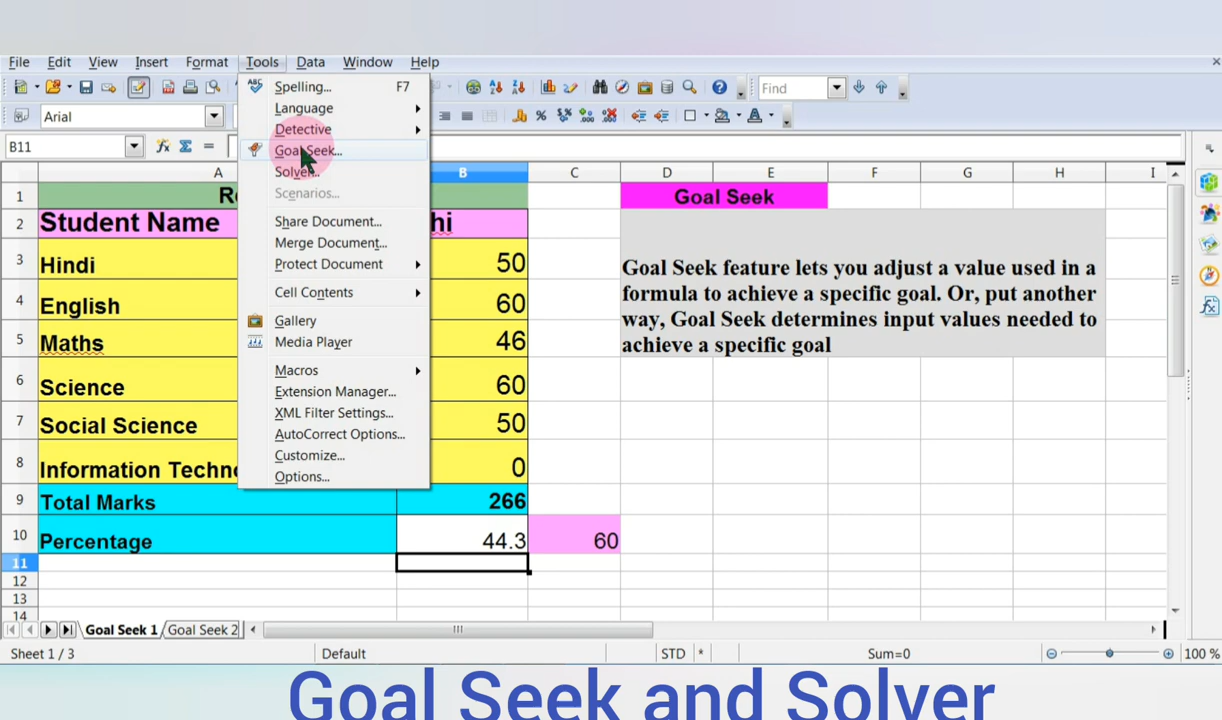 File Edit View Insert Format Tools Data Window Help
Find
Arial
B11
A B C D E F G H I
Spelling... F7
Language
Detective
Goal Seek...
Solver...
Scenarios...
Share Document...
Merge Document...
Protect Document
Cell Contents
Gallery
Media Player
Macros
Extension Manager...
XML Filter Settings...
AutoCorrect Options...
Customize...
Options...
1 Goal Seek
2 Student Name
3 Hindi 50
4 English 60
5 Maths 46
6 Science 60
7 Social Science 50
8 Information 0
9 Total Marks 266
10 Percentage 44.3 60
11
12
13
14
Goal Seek feature lets you adjust a value used in a
formula to achieve a specific goal. Or, put another
way, Goal Seek determines input values needed to
achieve a specific goal
Goal Seek 1 Goal Seek 2
Sheet 1 / 3 Default STD * Sum=0 100 %
Goal Seek and Solver